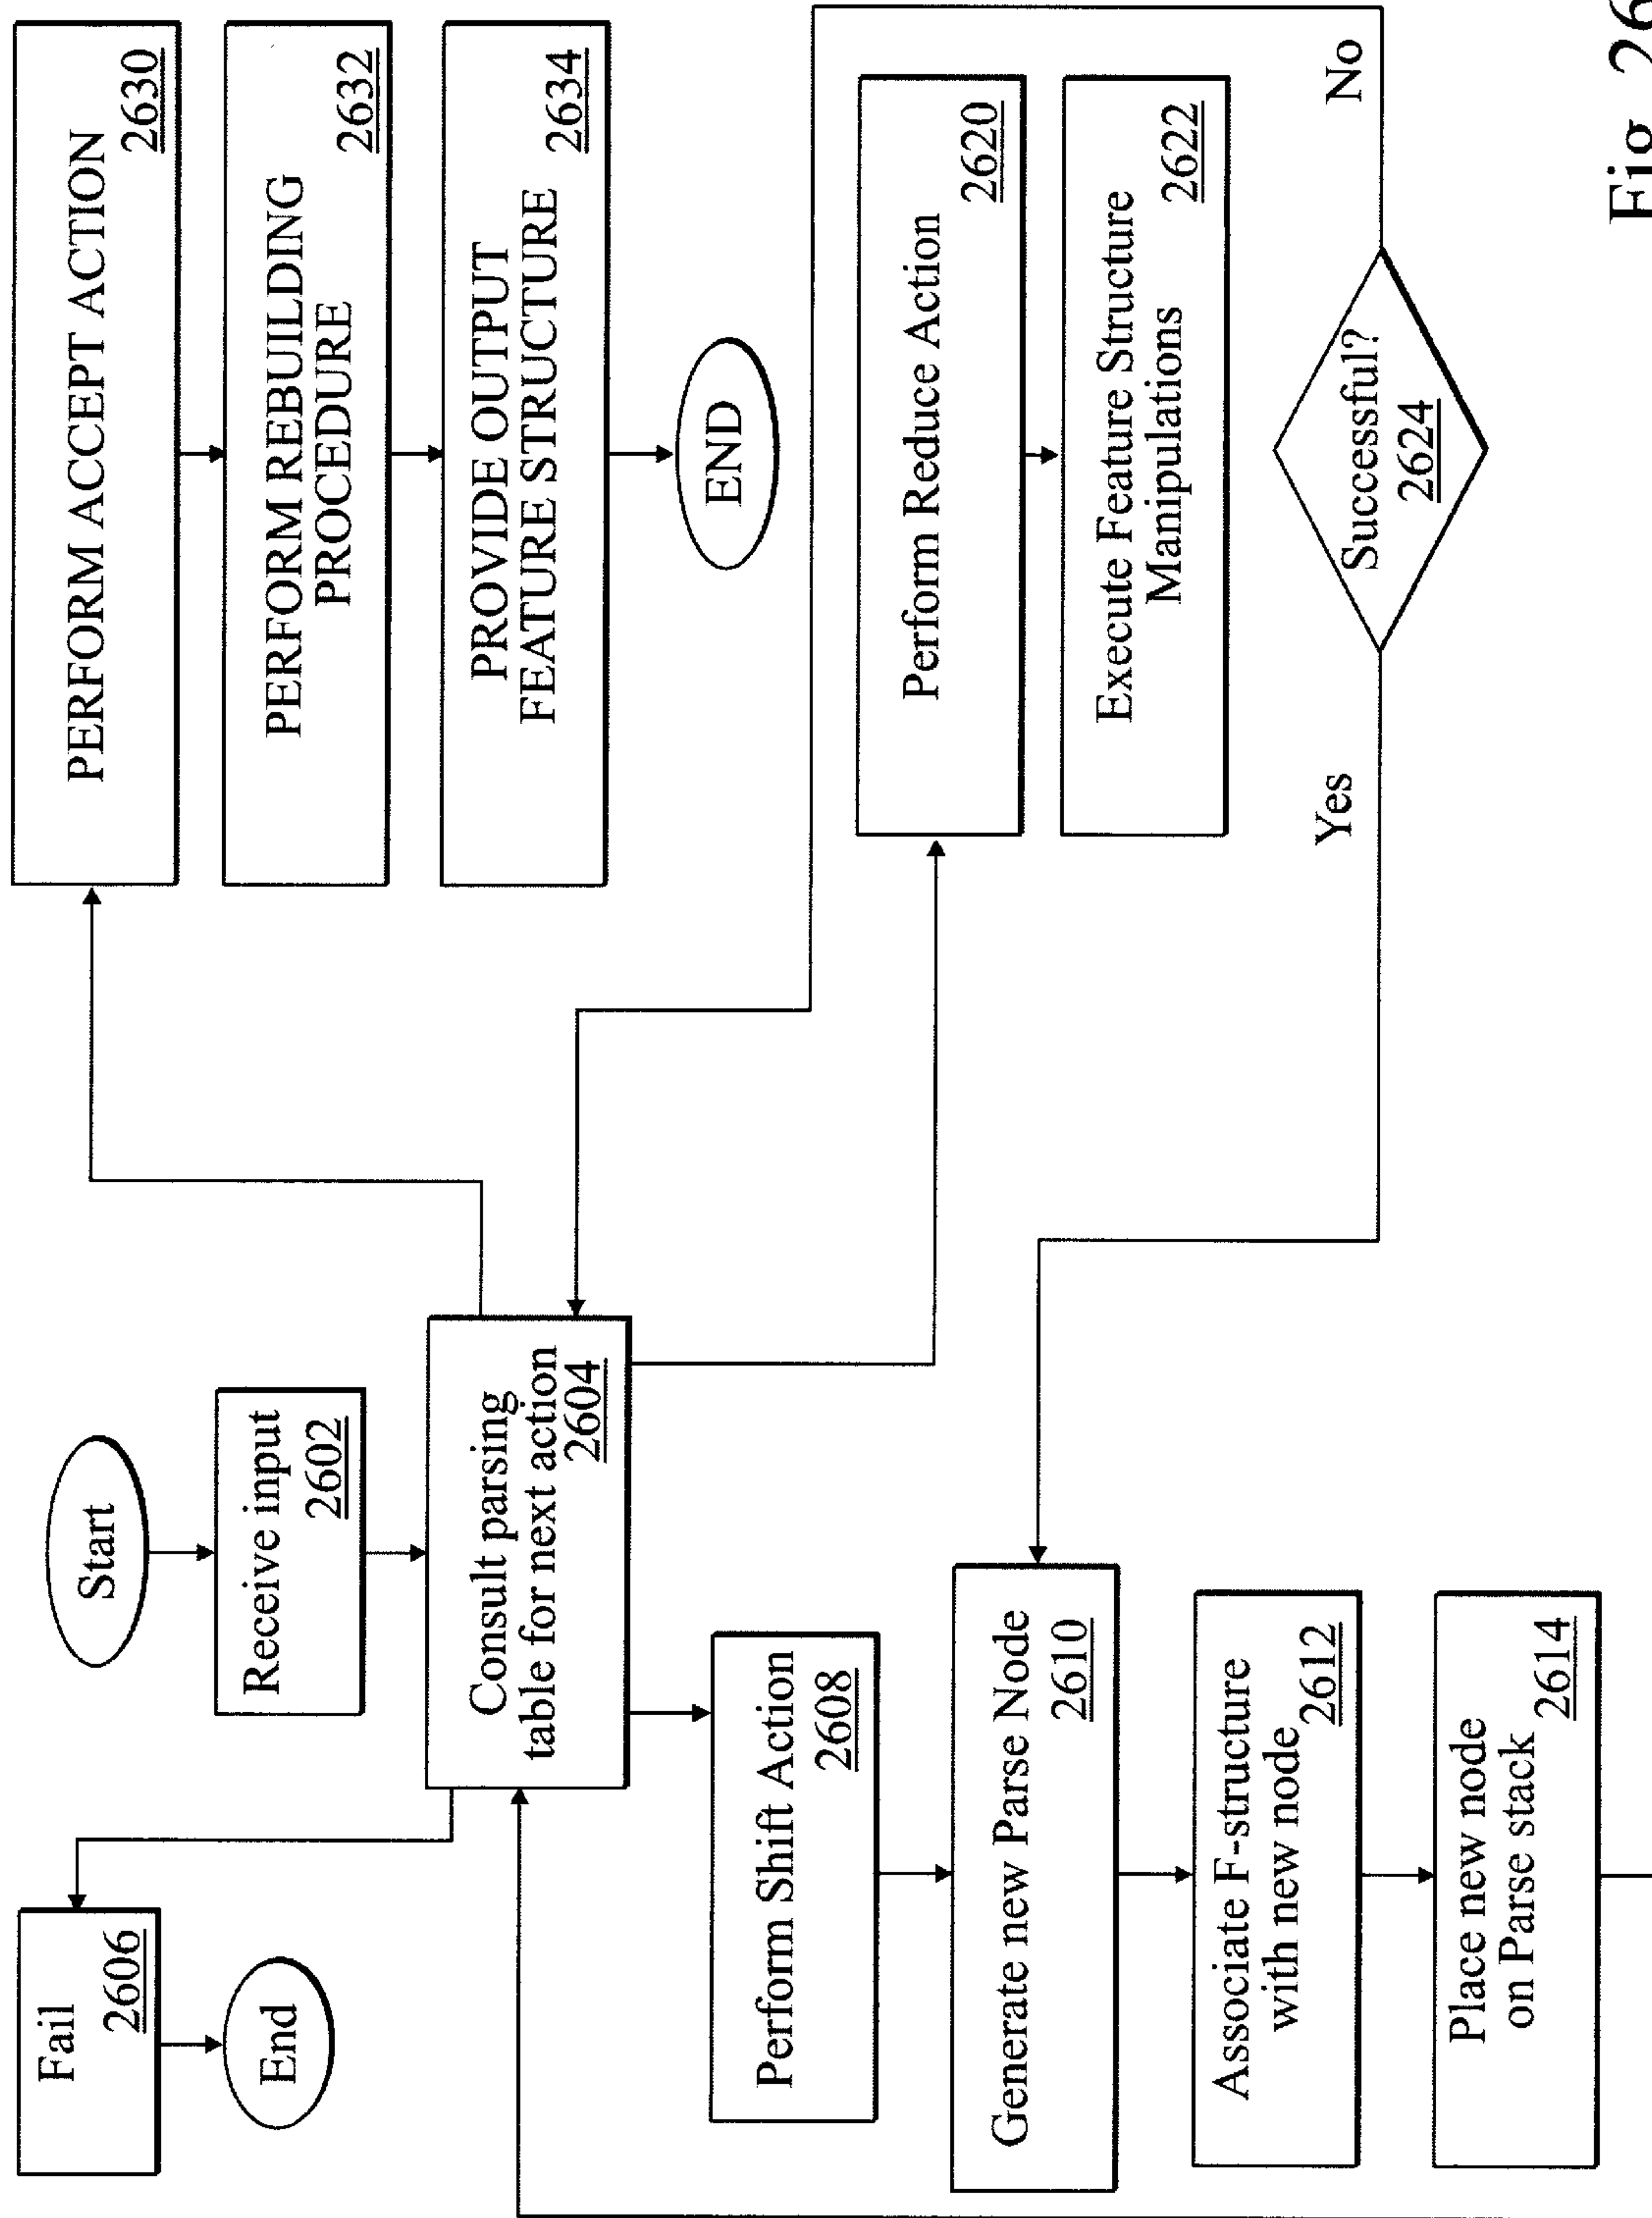 Start
Receive input
2602
Consult parsing
table for next action
2604
Fail
2606
End
Perform Shift Action
2608
Generate new Parse Node
2610
Associate F-structure
with new node
2612
Place new node
on Parse stack
2614
PERFORM ACCEPT ACTION
2630
PERFORM REBUILDING
PROCEDURE
2632
PROVIDE OUTPUT
FEATURE STRUCTURE
2634
END
Perform Reduce Action
2620
Execute Feature Structure
Manipulations
2622
Successful?
2624
Yes
No
Fig. 26